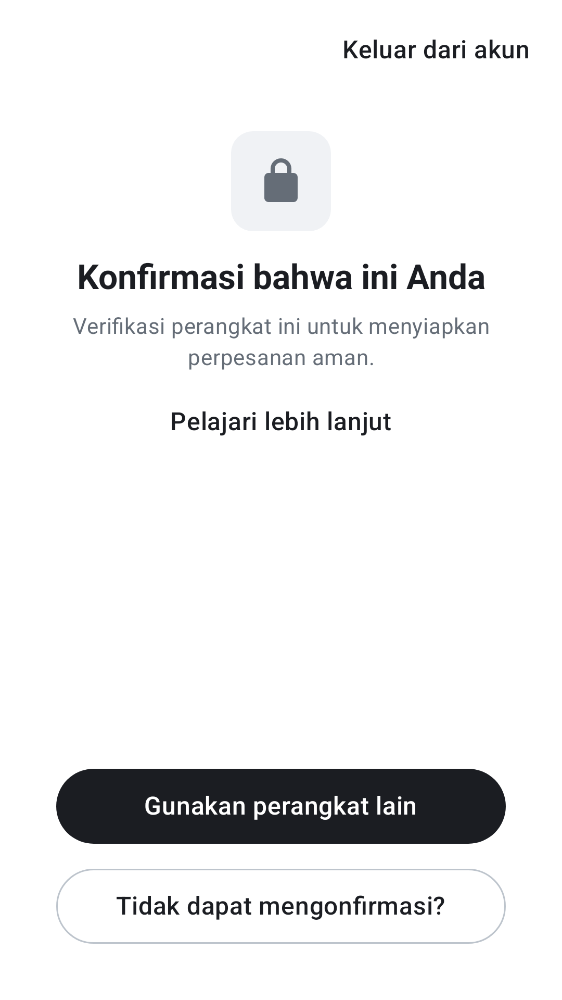 Keluar dari akun
Konfirmasi bahwa ini Anda
Verifikasi perangkat ini untuk menyiapkan
perpesanan aman.
Pelajari lebih lanjut
Gunakan perangkat lain
Tidak dapat mengonfirmasi?